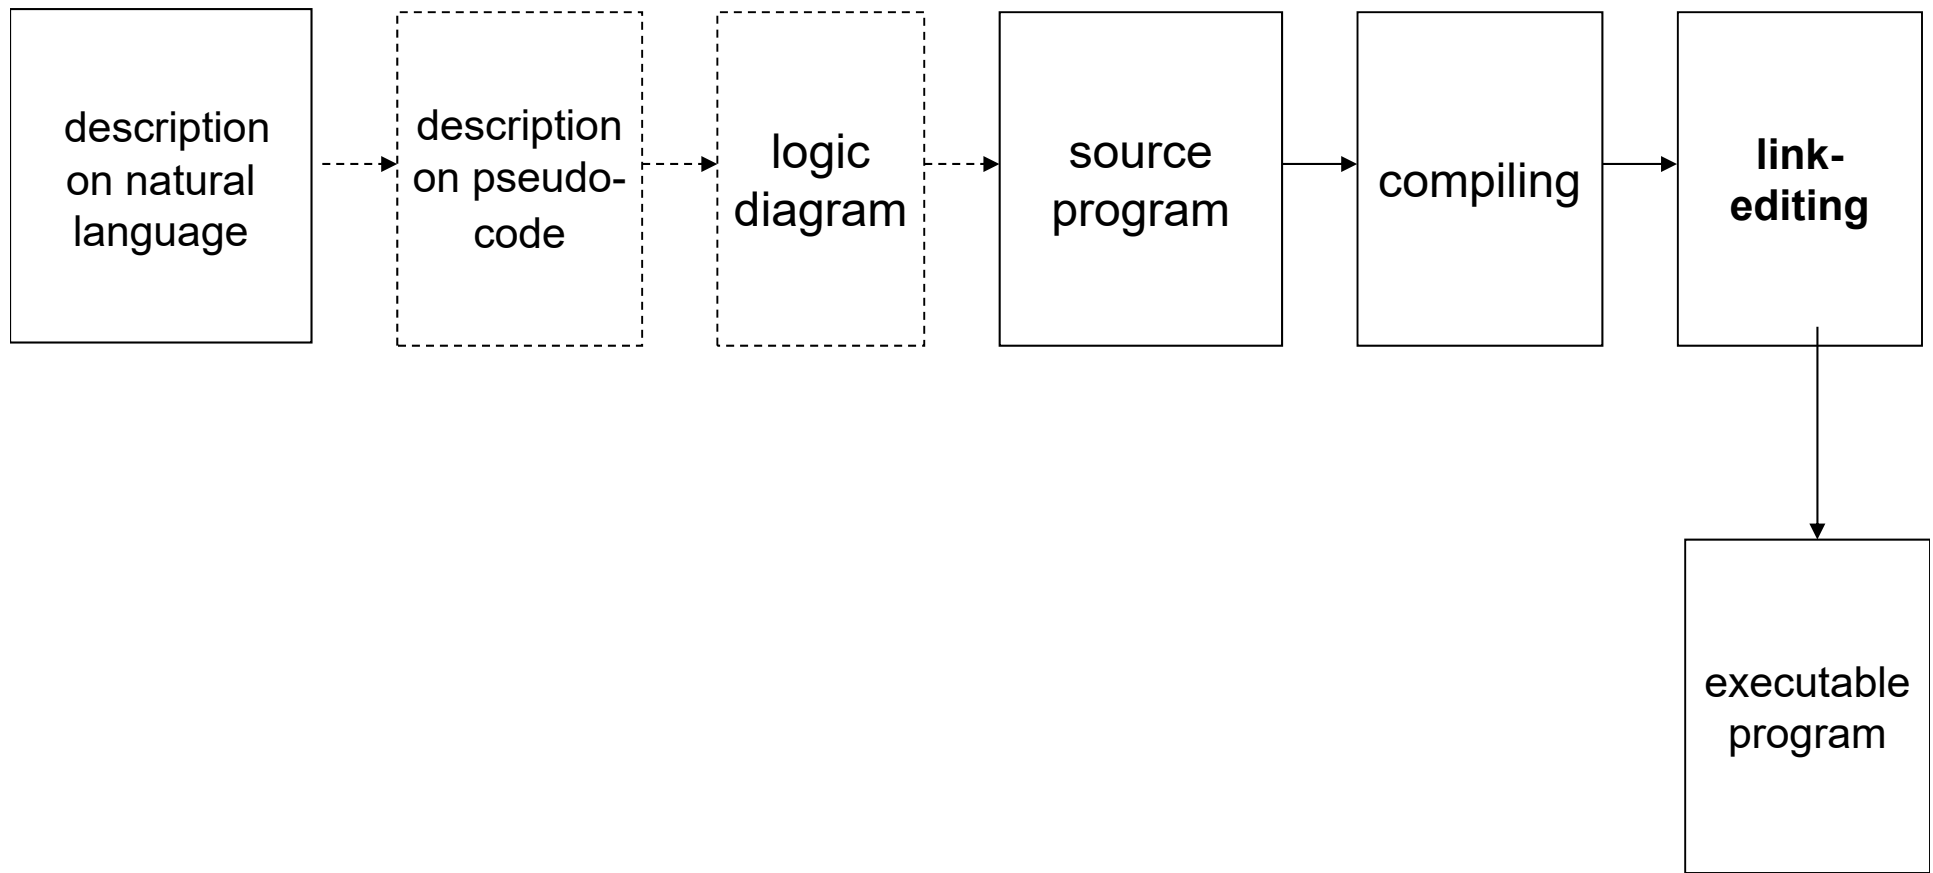 description
on natural
language
description
on pseudo-
code
logic
diagram
source
program
compiling
link-
editing
executable
program